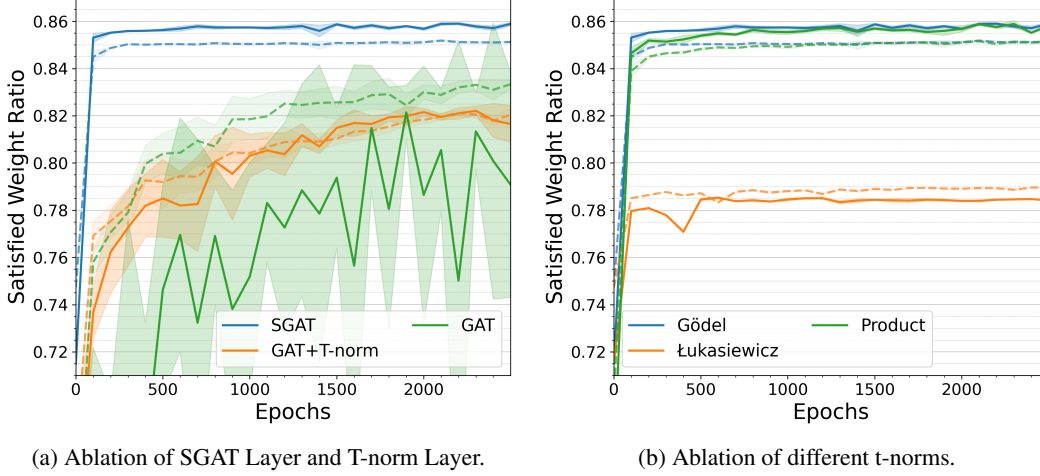 0.86
0.84
0.82
0.80
0.78
0.76
0.74
0.72
Satisfied Weight Ratio
0 500 1000 1500 2000
Epochs
SGAT GAT
GAT+T-norm
(a) Ablation of SGAT Layer and T-norm Layer.
0.86
0.84
0.82
0.80
0.78
0.76
0.74
0.72
Satisfied Weight Ratio
0 500 1000 1500 2000
Epochs
Gödel Product
Łukasiewicz
(b) Ablation of different t-norms.